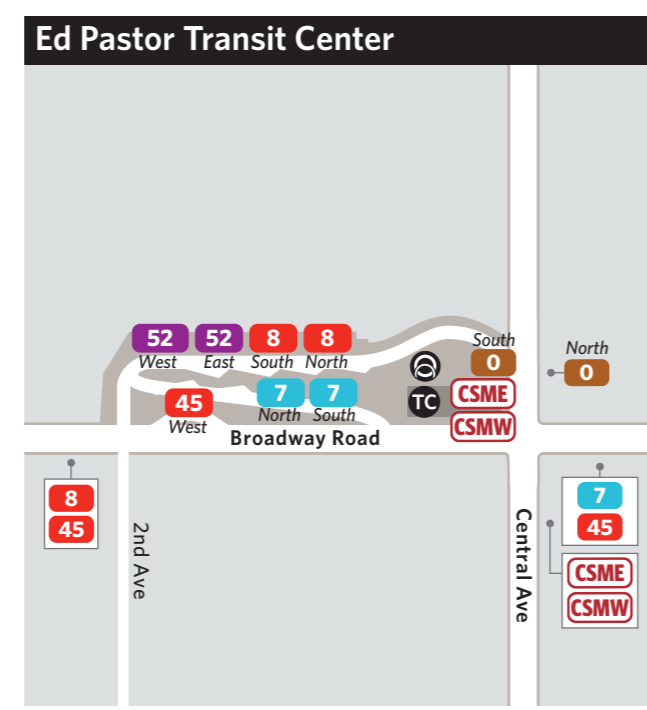 Ed Pastor Transit Center
52 52 8 8
West East South North
South
0
North
0
45
West
7 7
North South
TC
CSME
CSMW
Broadway Road
8
45
2nd Ave
Central Ave
7
45
CSME
CSMW